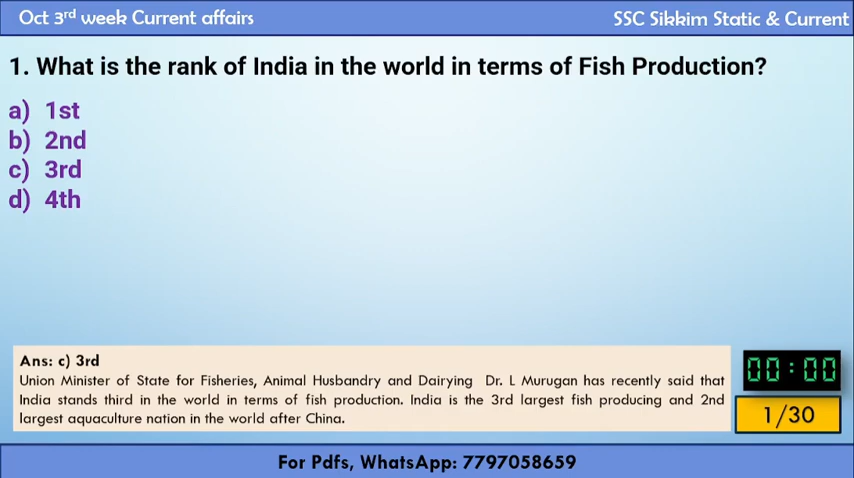 Oct 3rd week Current affairs
SSC Sikkim Static & Current
1. What is the rank of India in the world in terms of Fish Production?
a) 1st
b) 2nd
c) 3rd
d) 4th
Ans: c) 3rd
Union Minister of State for Fisheries, Animal Husbandry and Dairying Dr. L Murugan has recently said that
India stands third in the world in terms of fish production. India is the 3rd largest fish producing and 2nd
largest aquaculture nation in the world after China.
00:00
1/30
For Pdfs, WhatsApp: 7797058659